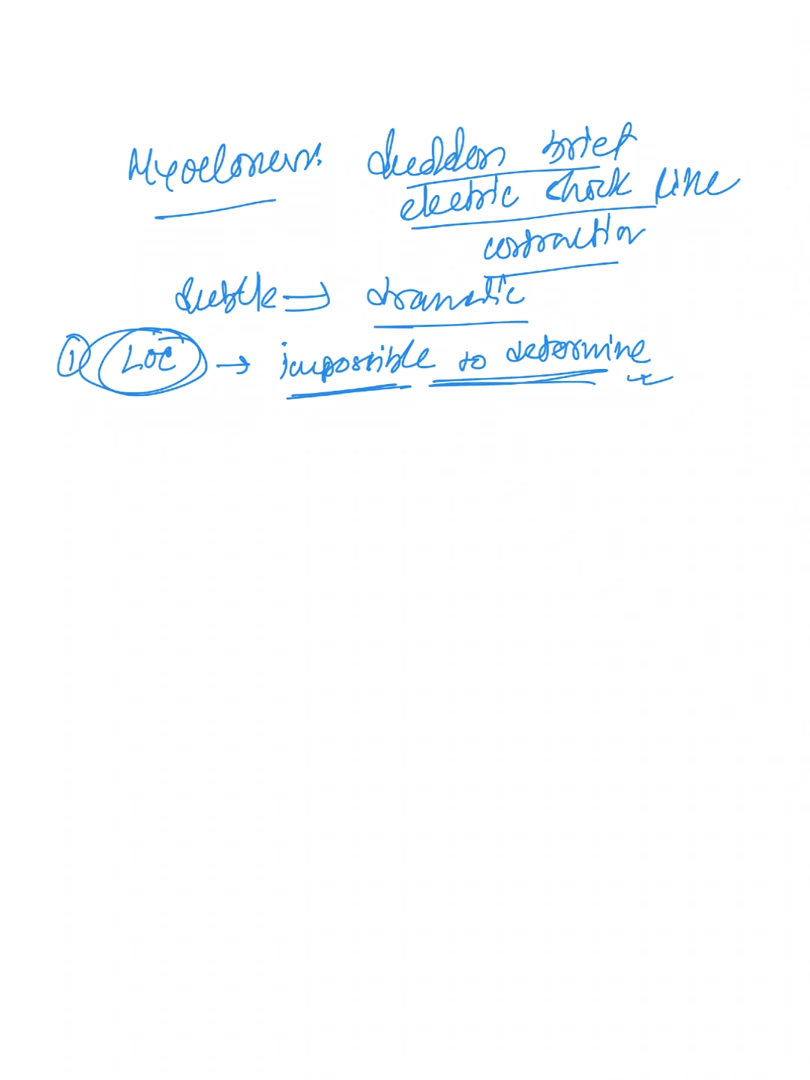 Myoclonus: Sudden brief
electric shock like
contraction
Subtle → dramatic
① LOC → impossible to determine